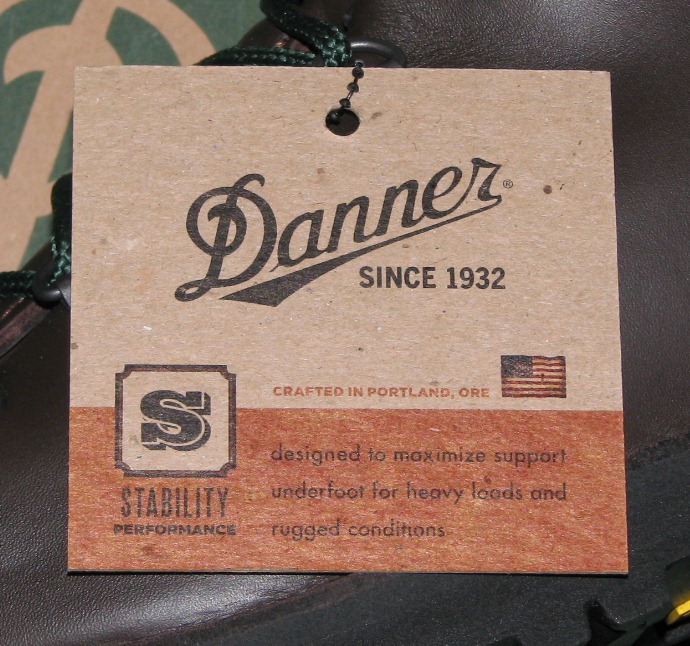 Danner®
SINCE 1932
CRAFTED IN PORTLAND, ORE
S
STABILITY
PERFORMANCE
designed to maximize support
underfoot for heavy loads and
rugged conditions